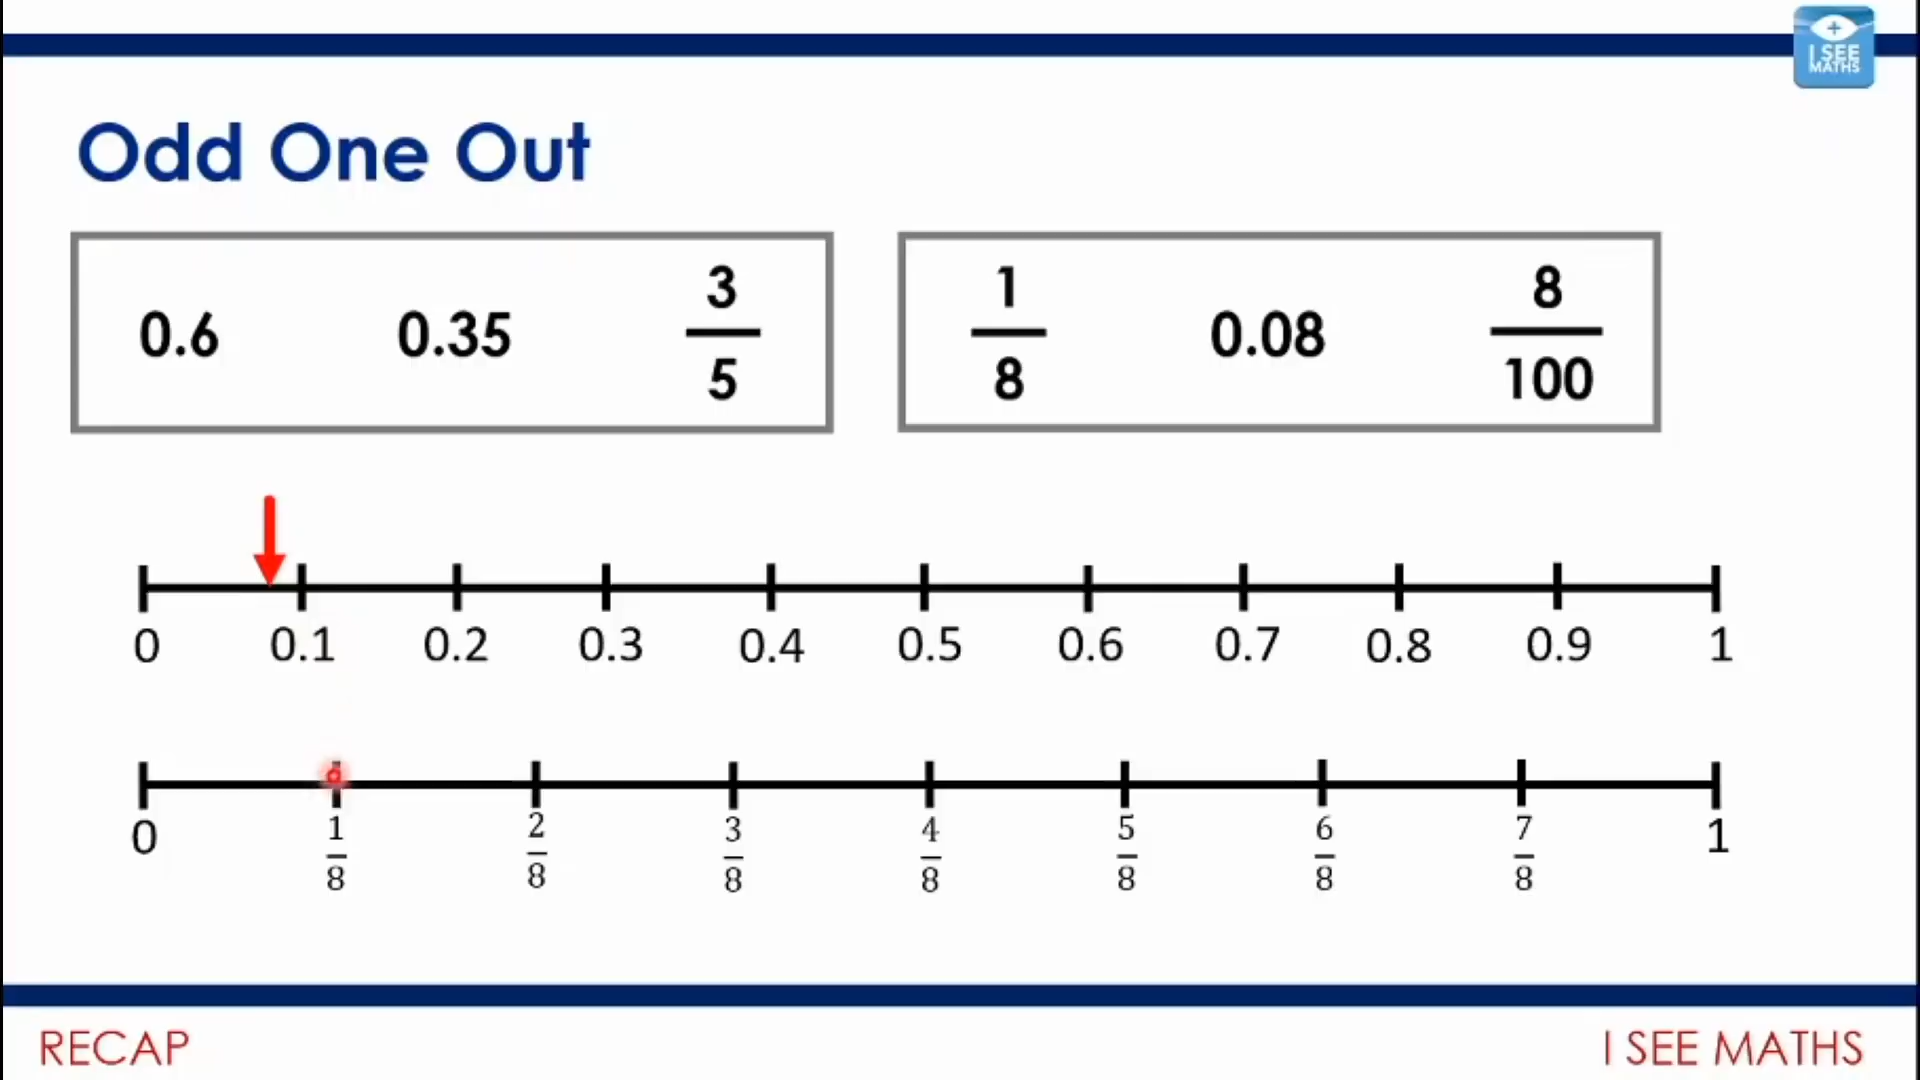 I SEE
MATHS
Odd One Out
0.6 0.35 3/5
1/8 0.08 8/100
0 0.1 0.2 0.3 0.4 0.5 0.6 0.7 0.8 0.9 1
0 1/8 2/8 3/8 4/8 5/8 6/8 7/8 1
RECAP
I SEE MATHS